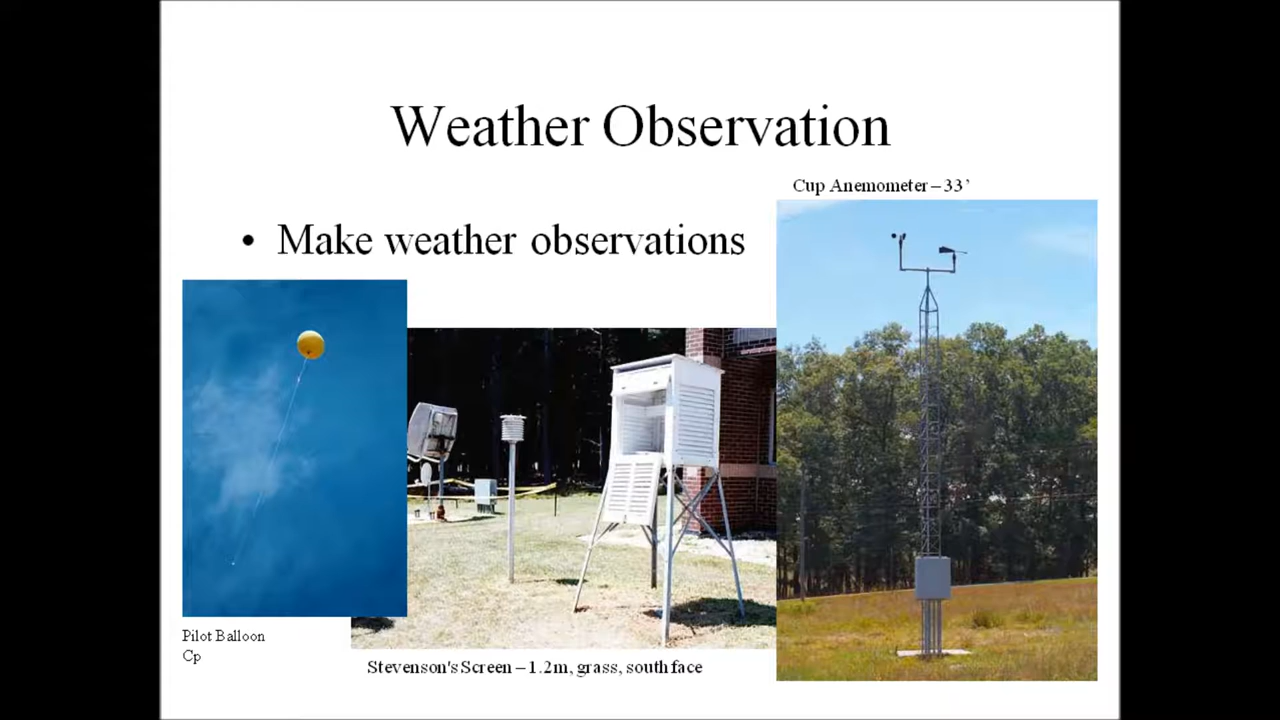 Weather Observation
Cup Anemometer – 33'
• Make weather observations
Pilot Balloon
Cp
Stevenson's Screen – 1.2m, grass, south face